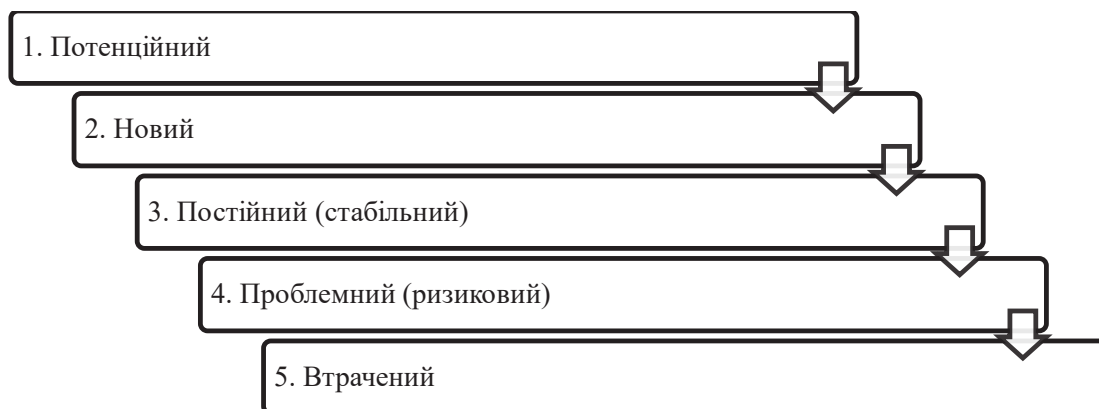 1. Потенційний
2. Новий
3. Постійний (стабільний)
4. Проблемний (ризиковий)
5. Втрачений